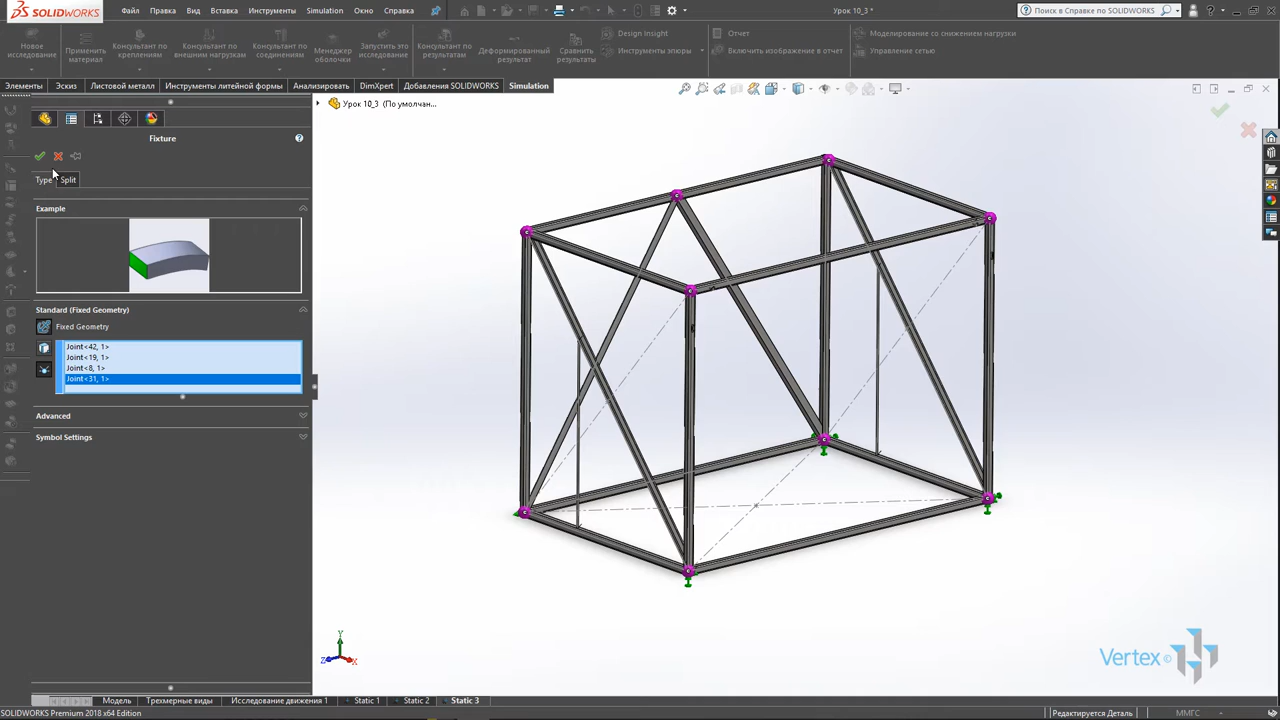 SOLIDWORKS
Файл Правка Вид Вставка Инструменты Simulation Окно Справка
Урок 10_3 *
Поиск в Справке по SOLIDWORKS
Новое исследование
Применить материал
Консультант по креплениям
Консультант по внешним нагрузкам
Консультант по соединениям
Менеджер оболочки
Запустить это исследование
Консультант по результатам
Деформированный результат
Сравнить результаты
Design Insight
Инструменты эпюры
Отчет
Включить изображение в отчет
Моделирование со снижением нагрузки
Управление сетью
Элементы Эскиз Листовой металл Инструменты литейной формы Анализировать DimXpert Добавления SOLIDWORKS Simulation
Урок 10_3 (По умолчан...
Fixture
Type Split
Example
Standard (Fixed Geometry)
Fixed Geometry
Joint<42, 1>
Joint<19, 1>
Joint<8, 1>
Joint<31, 1>
Advanced
Symbol Settings
Y
Z
X
Vertex ©
Модель Трехмерные виды Исследование движения 1 Static 1 Static 2 Static 3
SOLIDWORKS Premium 2018 x64 Edition
Редактируется Деталь
ММГС